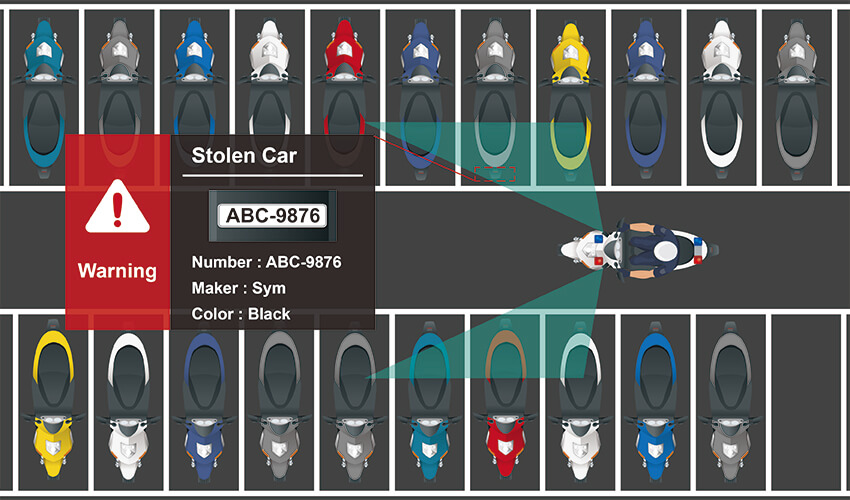 Stolen Car
ABC-9876
Warning
Number : ABC-9876
Maker : Sym
Color : Black